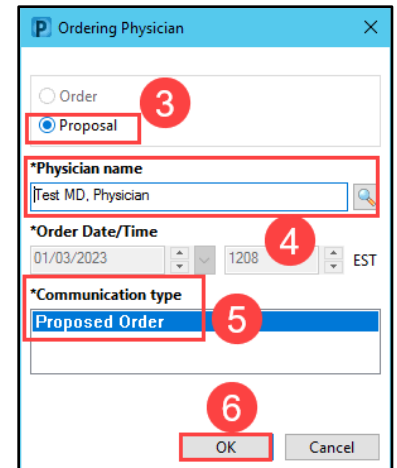 P Ordering Physician
Order
3
Proposal
*Physician name
Test MD, Physician
*Order Date/Time
01/03/2023 1208 EST
4
*Communication type
5
Proposed Order
6
OK Cancel